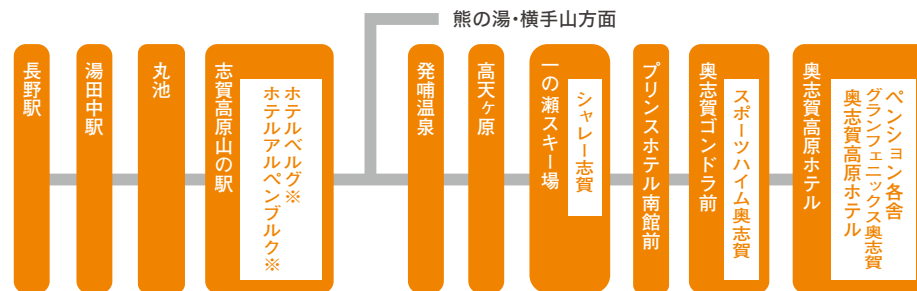 熊の湯・横手山方面
長野駅
湯田中駅
丸池
志賀高原山の駅
ホテルベルグ※
ホテルアルペンブルク※
発哺温泉
高天ヶ原
一の瀬スキー場
シャレー志賀
プリンスホテル南館前
奥志賀ゴンドラ前
スポーツハイム奥志賀
奥志賀高原ホテル
ペンション各舎
グランフェニックス奥志賀
奥志賀高原ホテル